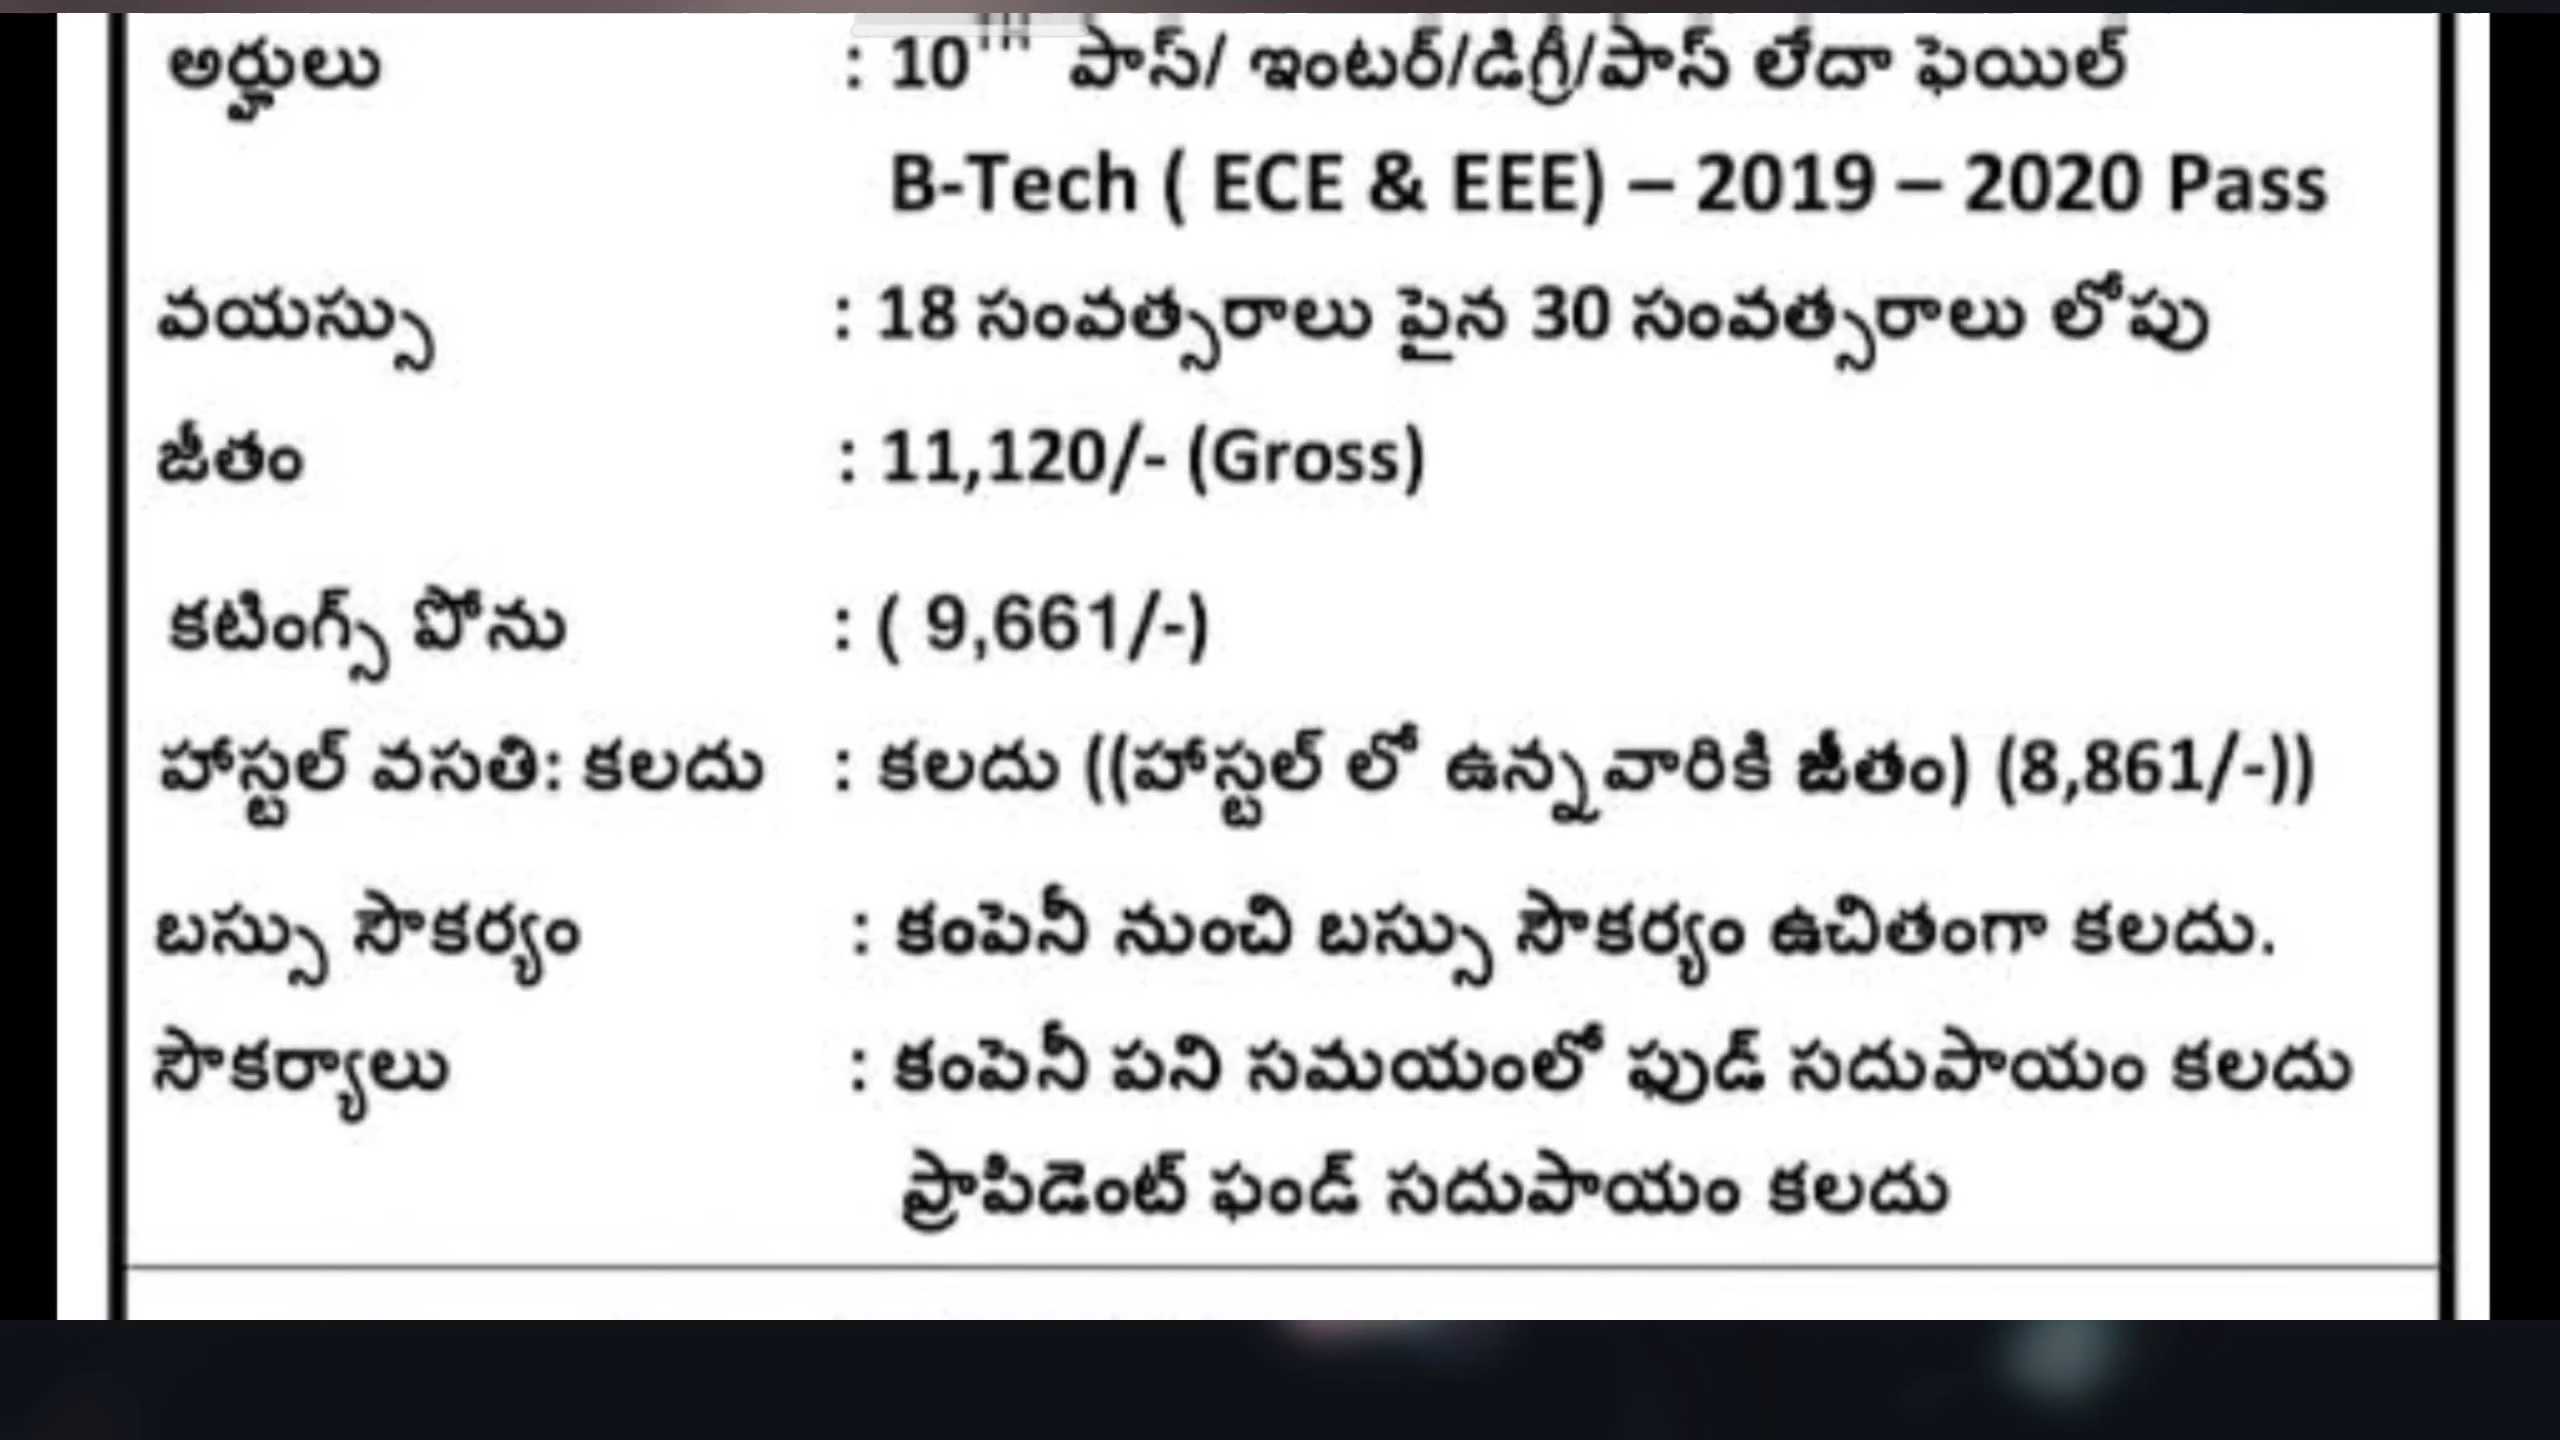 అర్హులు : 10TH పాస్/ ఇంటర్/డిగ్రీ/పాస్ లేదా ఫెయిల్
B-Tech ( ECE & EEE) – 2019 – 2020 Pass
వయస్సు : 18 సంవత్సరాలు పైన 30 సంవత్సరాలు లోపు
జీతం : 11,120/- (Gross)
కటింగ్స్ పోను : ( 9,661/-)
హాస్టల్ వసతి: కలదు : కలదు ((హాస్టల్ లో ఉన్నవారికి జీతం) (8,861/-))
బస్సు సౌకర్యం : కంపెనీ నుంచి బస్సు సౌకర్యం ఉచితంగా కలదు.
సౌకర్యాలు : కంపెనీ పని సమయంలో ఫుడ్ సదుపాయం కలదు
ప్రాపిడెంట్ ఫండ్ సదుపాయం కలదు